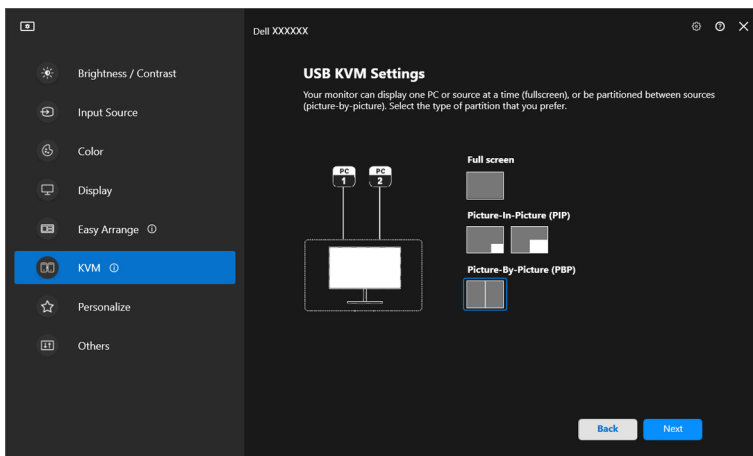 Dell XXXXXX
Brightness / Contrast
Input Source
Color
Display
Easy Arrange
KVM
Personalize
Others
USB KVM Settings
Your monitor can display one PC or source at a time (fullscreen), or be partitioned between sources
(picture-by-picture). Select the type of partition that you prefer.
PC
1
PC
2
Full screen
Picture-In-Picture (PIP)
Picture-By-Picture (PBP)
Back
Next